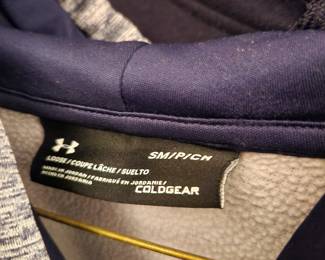 SM/P/CH
LOOSE/COUPE LÂCHE/SUELTO
MADE IN JORDAN/FABRIQUÉ EN JORDANIE/
HECHO EN JORDANIA
COLDGEAR